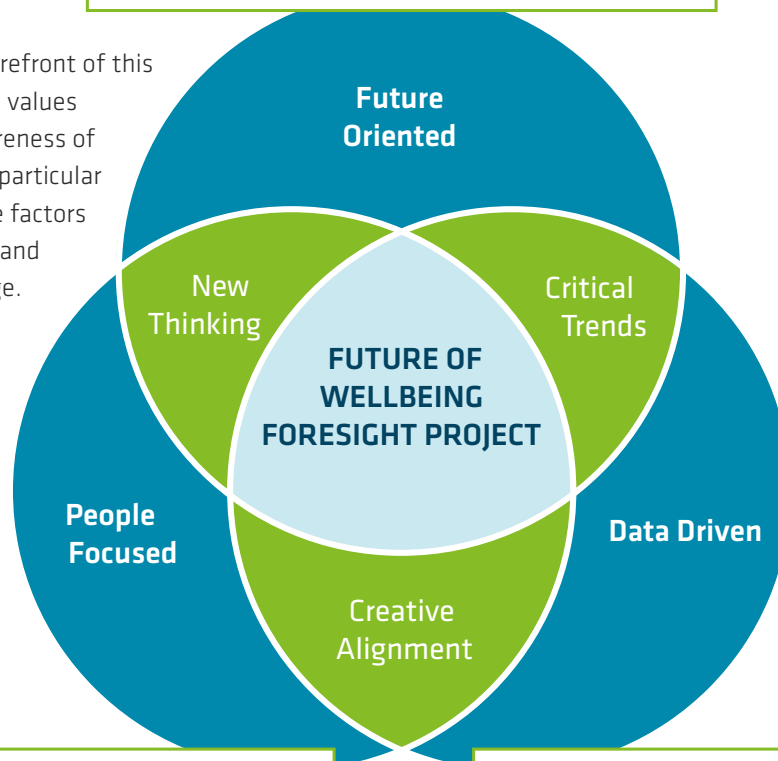 refront of this
values
reness of
particular
factors
and
ge.
Future
Oriented
New
Thinking
Critical
Trends
FUTURE OF
WELLBEING
FORESIGHT PROJECT
People
Focused
Data Driven
Creative
Alignment